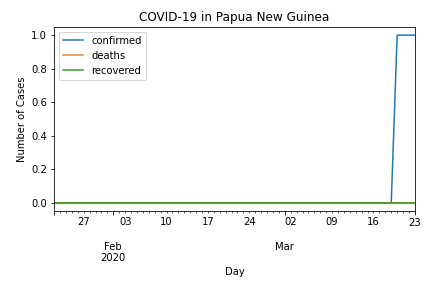 COVID-19 in Papua New Guinea
confirmed
deaths
recovered
Number of Cases
1.0
0.8
0.6
0.4
0.2
0.0
27 03 10 17 24 02 09 16 23
Feb Mar
2020
Day